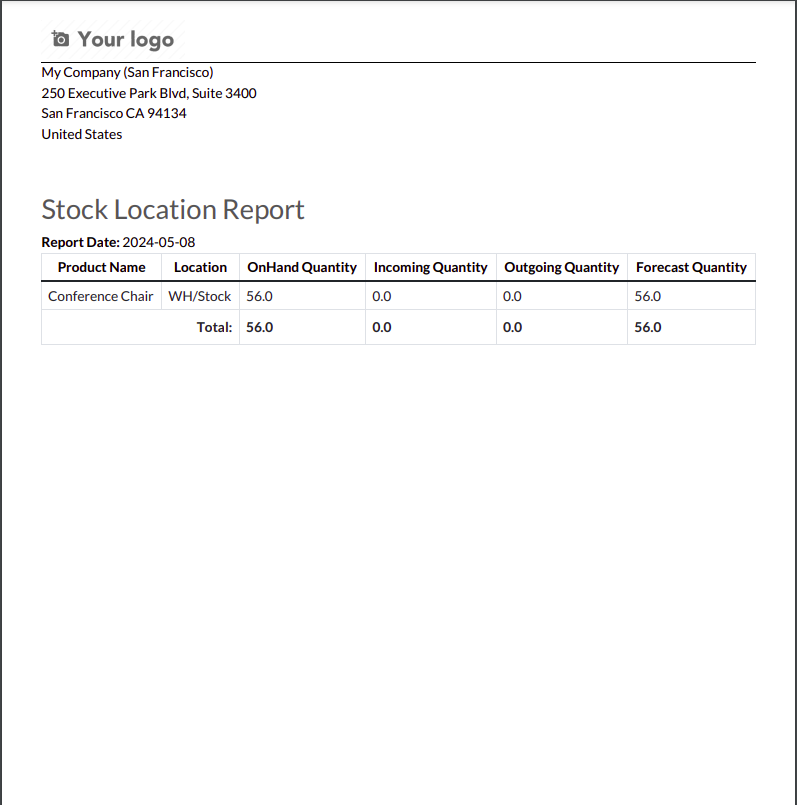 Your logo
My Company (San Francisco)
250 Executive Park Blvd, Suite 3400
San Francisco CA 94134
United States
Stock Location Report
Report Date: 2024-05-08
Product Name Location OnHand Quantity Incoming Quantity Outgoing Quantity Forecast Quantity
Conference Chair WH/Stock 56.0 0.0 0.0 56.0
Total: 56.0 0.0 0.0 56.0